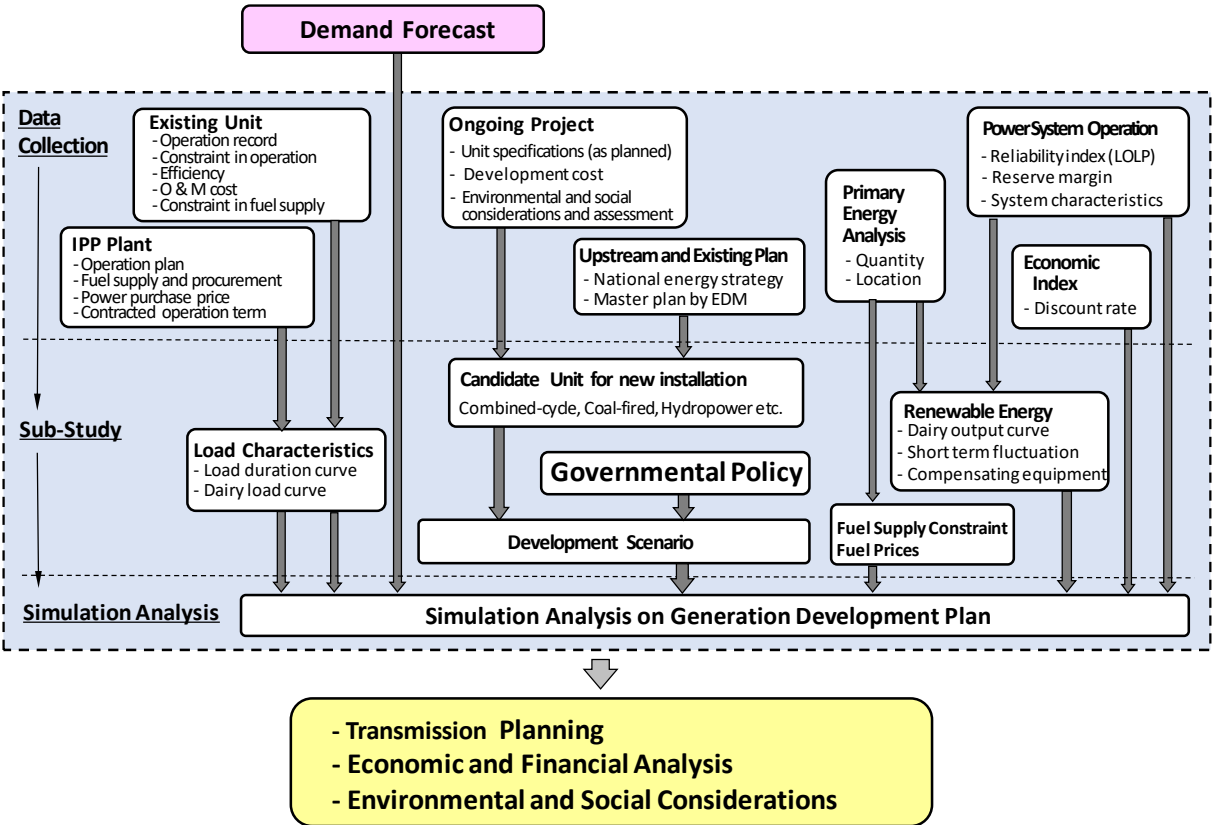 Demand Forecast
Data
Collection
Existing Unit
- Operation record
- Constraint in operation
- Efficiency
- O & M cost
- Constraint in fuel supply
IPP Plant
- Operation plan
- Fuel supply and procurement
- Power purchase price
- Contracted operation term
Ongoing Project
- Unit specifications (as planned)
- Development cost
- Environmental and social
considerations and assessment
Upstream and Existing Plan
- National energy strategy
- Master plan by EDM
Primary
Energy
Analysis
- Quantity
- Location
Power System Operation
- Reliability index (LOLP)
- Reserve margin
- System characteristics
Economic
Index
- Discount rate
Sub-Study
Load Characteristics
- Load duration curve
- Dairy load curve
Candidate Unit for new installation
Combined-cycle, Coal-fired, Hydropower etc.
Governmental Policy
Development Scenario
Renewable Energy
- Dairy output curve
- Short term fluctuation
- Compensating equipment
Fuel Supply Constraint
Fuel Prices
Simulation Analysis
Simulation Analysis on Generation Development Plan
- Transmission Planning
- Economic and Financial Analysis
- Environmental and Social Considerations